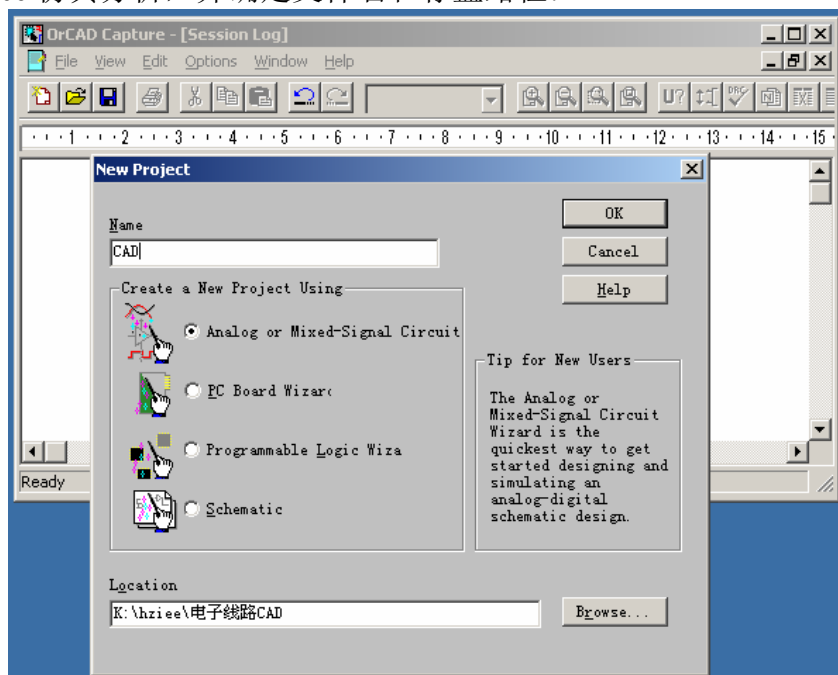 OrCAD Capture - [Session Log]
File View Edit Options Window Help
U?
1 2 3 4 5 6 7 8 9 10 11 12 13 14 15
New Project
Name
CAD
OK
Cancel
Help
Create a New Project Using
Analog or Mixed-Signal Circuit
PC Board Wizard
Programmable Logic Wiza
Schematic
Tip for New Users
The Analog or
Mixed-Signal Circuit
Wizard is the
quickest way to get
started designing and
simulating an
analog-digital
schematic design.
Ready
Location
K:\hziee\电子线路CAD
Browse...